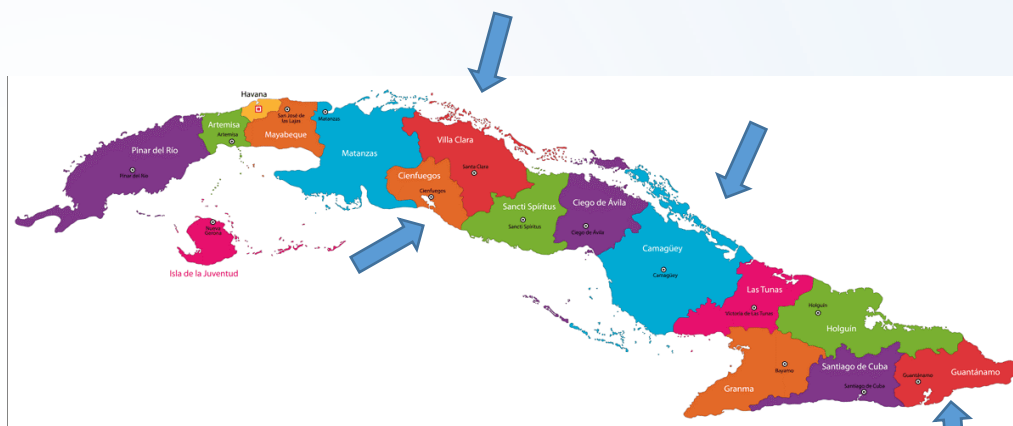 Havana
San José de
las Lajas
Matanzas
Artemisa
Artemisa
Mayabeque
Pinar del Río
Pinar del Río
Matanzas
Villa Clara
Santa Clara
Cienfuegos
Cienfuegos
Sancti Spíritus
Sancti Spíritus
Ciego de Ávila
Ciego de Ávila
Nueva
Gerona
Isla de la Juventud
Camagüey
Camagüey
Las Tunas
Victoria de Las Tunas
Holguín
Holguín
Bayamo
Granma
Santiago de Cuba
Santiago de Cuba
Guantánamo
Guantánamo